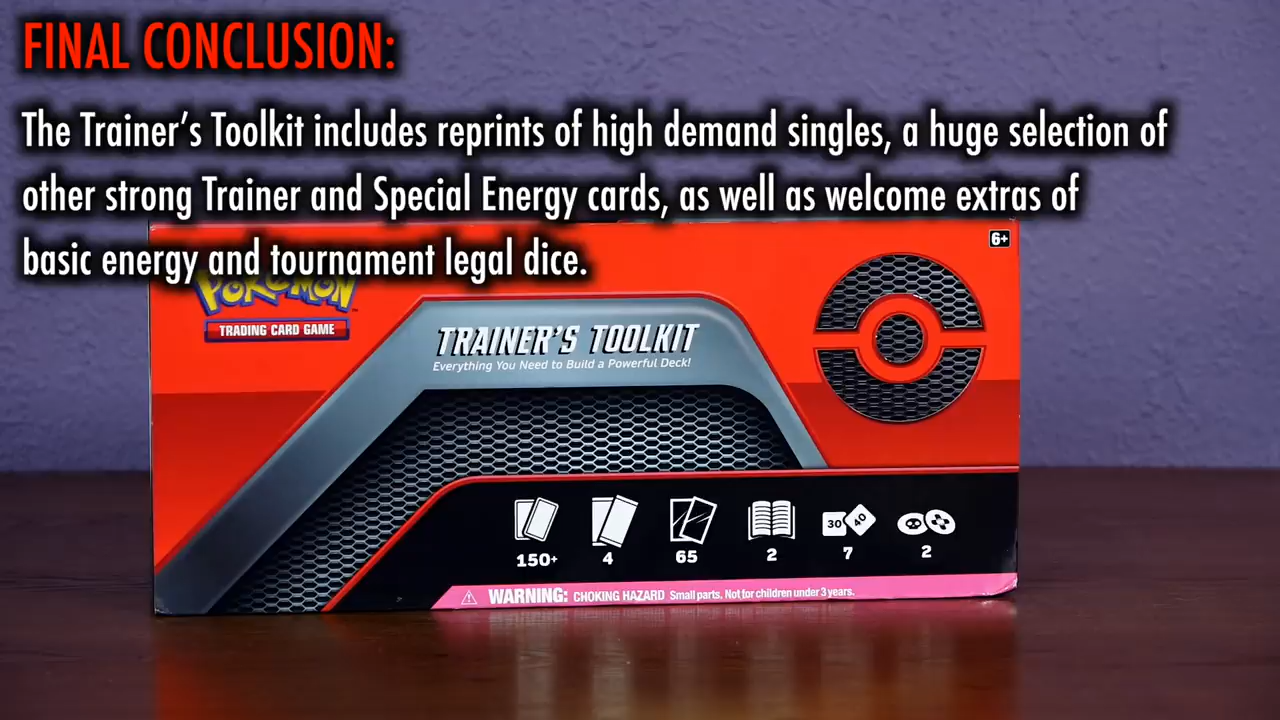 FINAL CONCLUSION:
The Trainer's Toolkit includes reprints of high demand singles, a huge selection of
other strong Trainer and Special Energy cards, as well as welcome extras of
basic energy and tournament legal dice.
6+
POKÉMON
TRADING CARD GAME
TRAINER'S TOOLKIT
Everything You Need to Build a Powerful Deck!
30 40
150+ 4 65 2 7 2
WARNING: CHOKING HAZARD Small parts. Not for children under 3 years.